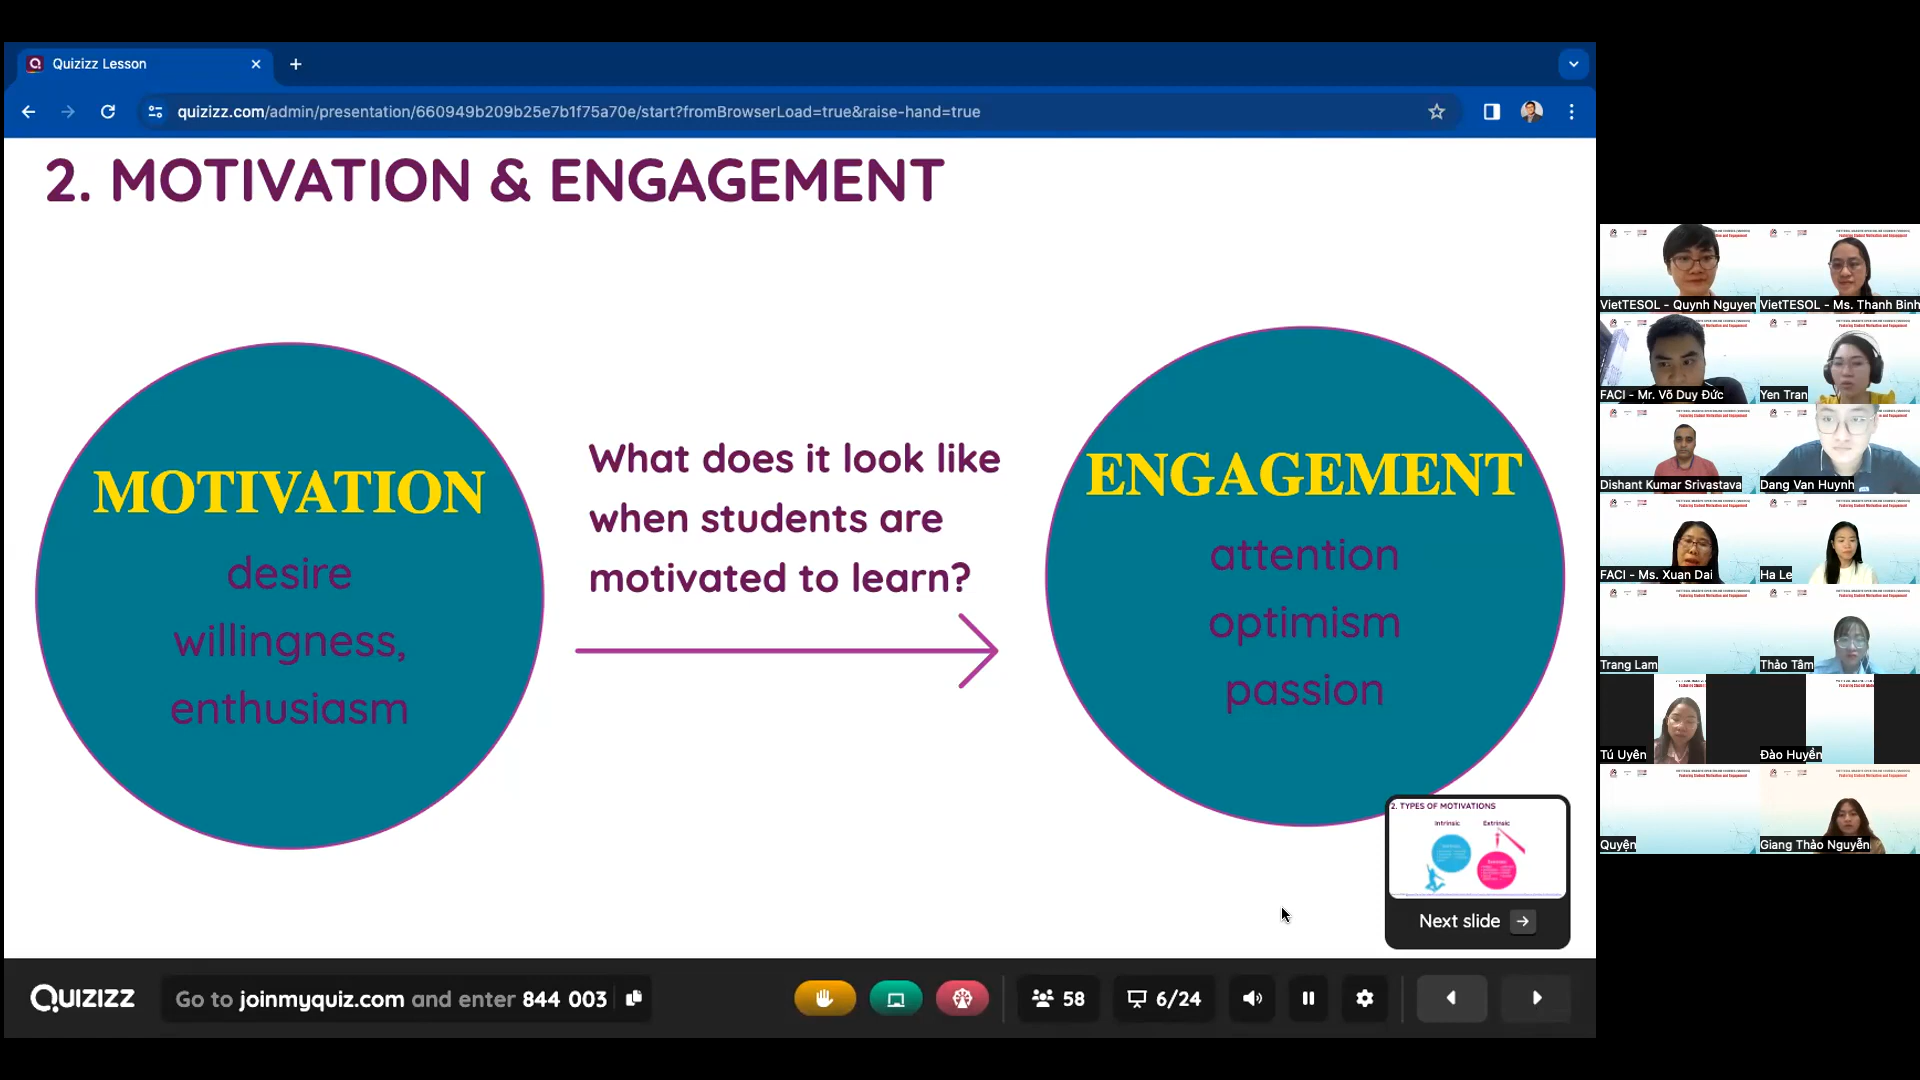 Quizizz Lesson
quizizz.com/admin/presentation/660949b209b25e7b1f75a70e/start?fromBrowserLoad=true&raise-hand=true
2. MOTIVATION & ENGAGEMENT
MOTIVATION
desire
willingness,
enthusiasm
What does it look like
when students are
motivated to learn?
ENGAGEMENT
attention
optimism
passion
2. TYPES OF MOTIVATIONS
Intrinsic
Extrinsic
Next slide
QUIZIZZ
Go to joinmyquiz.com and enter 844 003
58
6/24
VietTESOL - Quynh Nguyen
VietTESOL - Ms. Thanh Binh
FACI - Mr. Võ Duy Đức
Yen Tran
Dishant Kumar Srivastava
Dang Van Huynh
FACI - Ms. Xuan Dai
Ha Le
Trang Lam
Thảo Tâm
Tú Uyên
Đào Huyền
Quyện
Giang Thảo Nguyễn